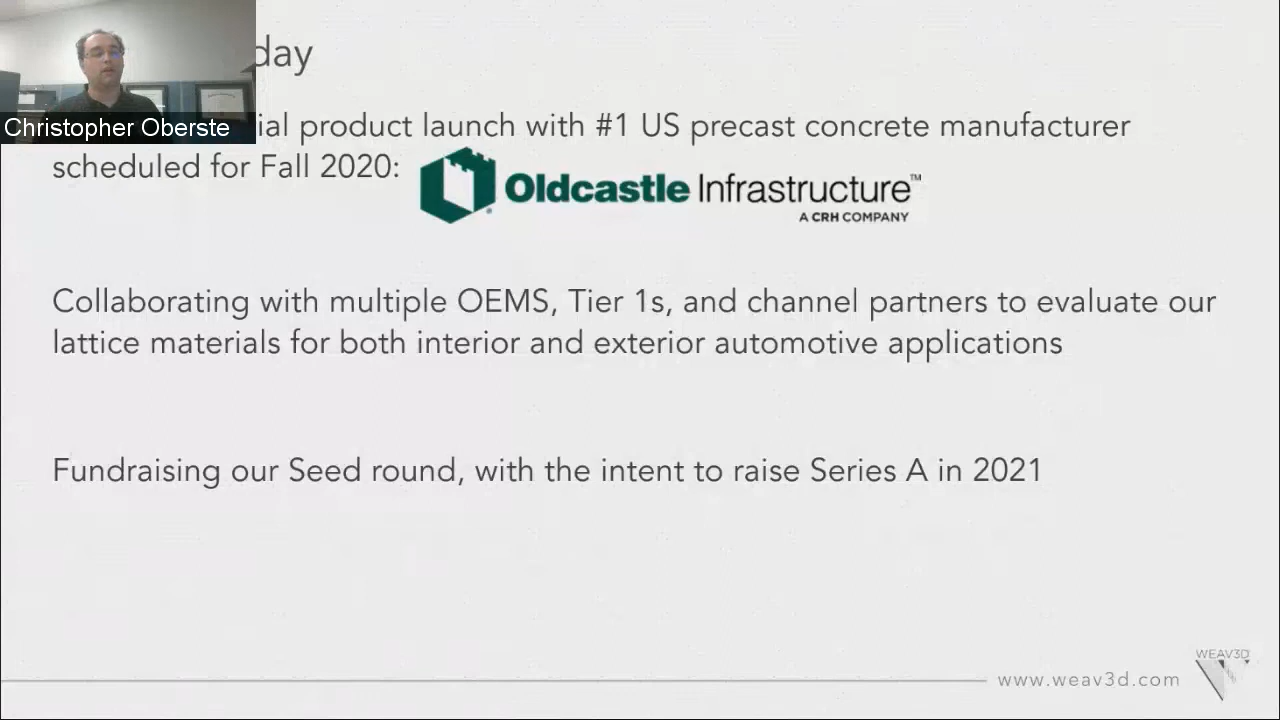 day
Christopher Oberste
ial product launch with #1 US precast concrete manufacturer
scheduled for Fall 2020:
Oldcastle Infrastructure™
A CRH COMPANY
Collaborating with multiple OEMS, Tier 1s, and channel partners to evaluate our
lattice materials for both interior and exterior automotive applications
Fundraising our Seed round, with the intent to raise Series A in 2021
WEAV3D
www.weav3d.com